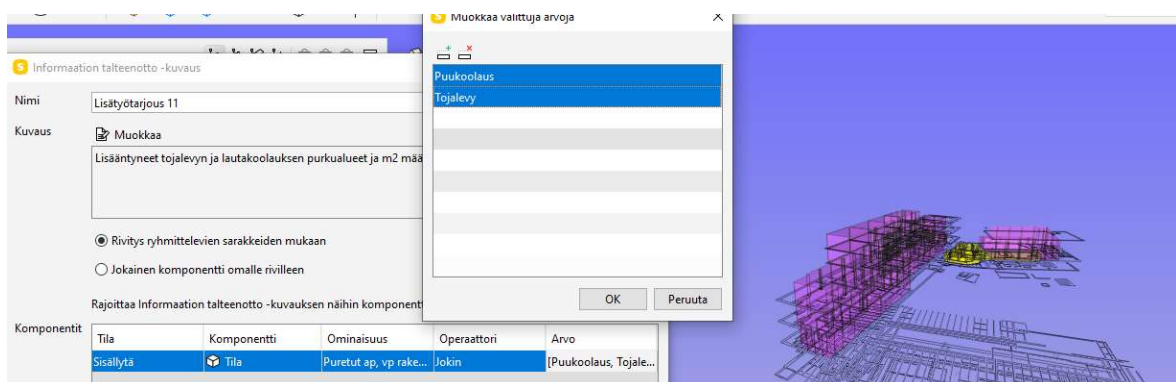 Muokkaa valittuja arvoja
Puukoolaus
Tojalevy
OK
Peruuta
Informaation talteenotto -kuvaus
Nimi
Lisätyötarjous 11
Kuvaus
Muokkaa
Lisääntyneet tojalevyn ja lautakoolauksen purkualueet ja m2 mää
Rivitys ryhmittelevien sarakkeiden mukaan
Jokainen komponentti omalle rivilleen
Rajoittaa Informaation talteenotto -kuvauksen näihin komponent
Komponentit
Tila Komponentti Ominaisuus Operaattori Arvo
Sisällytä Tila Puretut ap, vp rake... Jokin [Puukoolaus, Tojale...